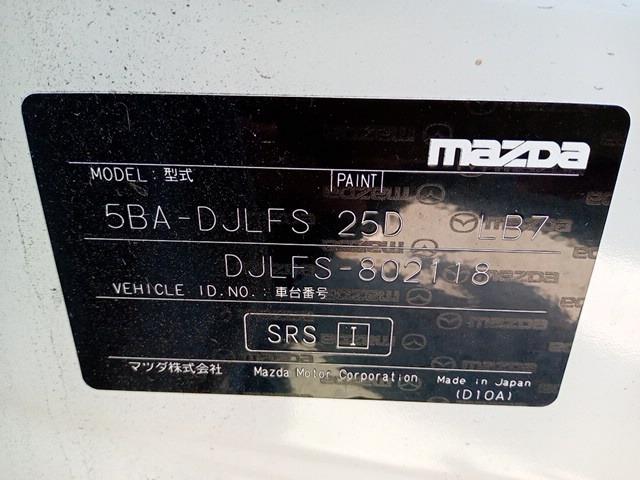 mazda
MODEL: 型式 PAINT
5BA-DJLFS 25D LB7
DJLFS-802118
VEHICLE ID.NO.: 車台番号
SRS I
マツダ株式会社 Mazda Motor Corporation Made in Japan
(D10A)